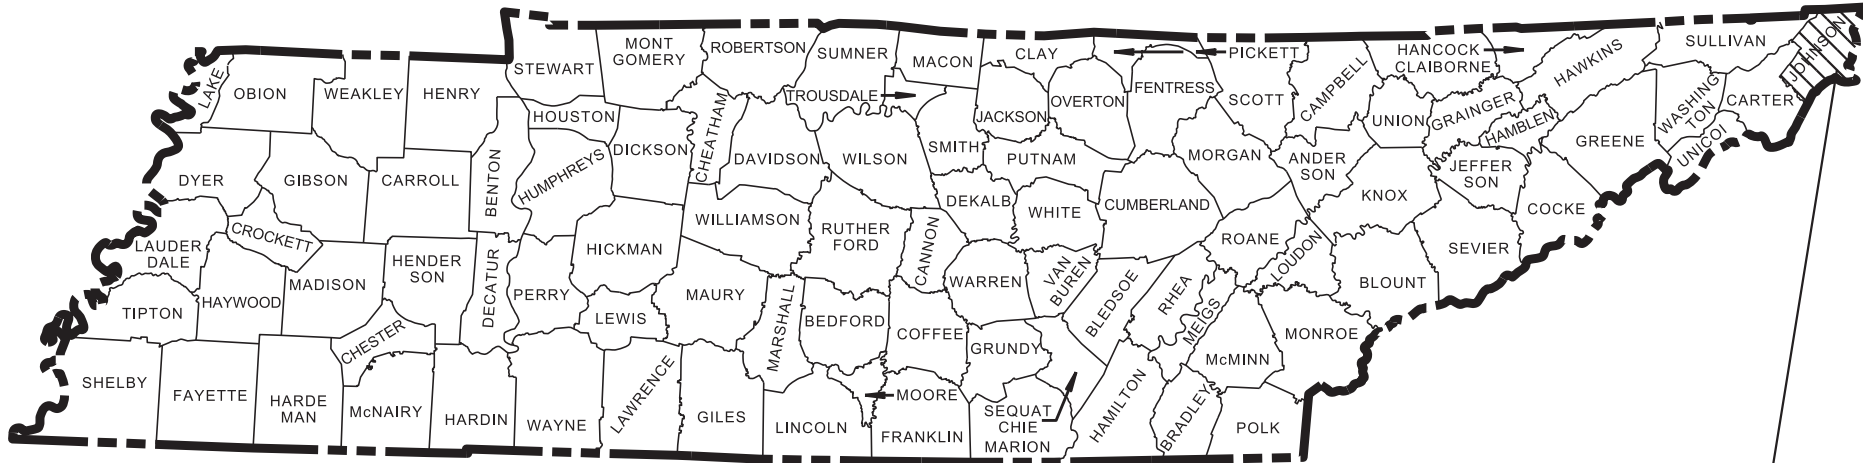 LAKE
OBION
WEAKLEY
HENRY
STEWART
MONT
GOMERY
ROBERTSON
SUMNER
MACON
CLAY
PICKETT
HANCOCK
CLAIBORNE
HAWKINS
SULLIVAN
JOHNSON
TROUSDALE
HOUSTON
CHEATHAM
JACKSON
OVERTON
FENTRESS
SCOTT
CAMPBELL
UNION
GRAINGER
HAMBLEN
GREENE
WASHING
TON
CARTER
UNICOI
DYER
GIBSON
CARROLL
BENTON
HUMPHREYS
DICKSON
DAVIDSON
WILSON
SMITH
PUTNAM
MORGAN
ANDER
SON
KNOX
JEFFER
SON
COCKE
LAUDER
DALE
CROCKETT
HENDER
SON
DECATUR
HICKMAN
WILLIAMSON
RUTHER
FORD
CANNON
DEKALB
WHITE
CUMBERLAND
ROANE
LOUDON
BLOUNT
SEVIER
TIPTON
HAYWOOD
MADISON
PERRY
LEWIS
MAURY
MARSHALL
BEDFORD
COFFEE
WARREN
VAN
BUREN
BLEDSOE
RHEA
MEIGS
McMINN
MONROE
SHELBY
FAYETTE
HARDE
MAN
CHESTER
McNAIRY
HARDIN
WAYNE
LAWRENCE
GILES
LINCOLN
MOORE
FRANKLIN
GRUNDY
SEQUAT
CHIE
MARION
HAMILTON
BRADLEY
POLK